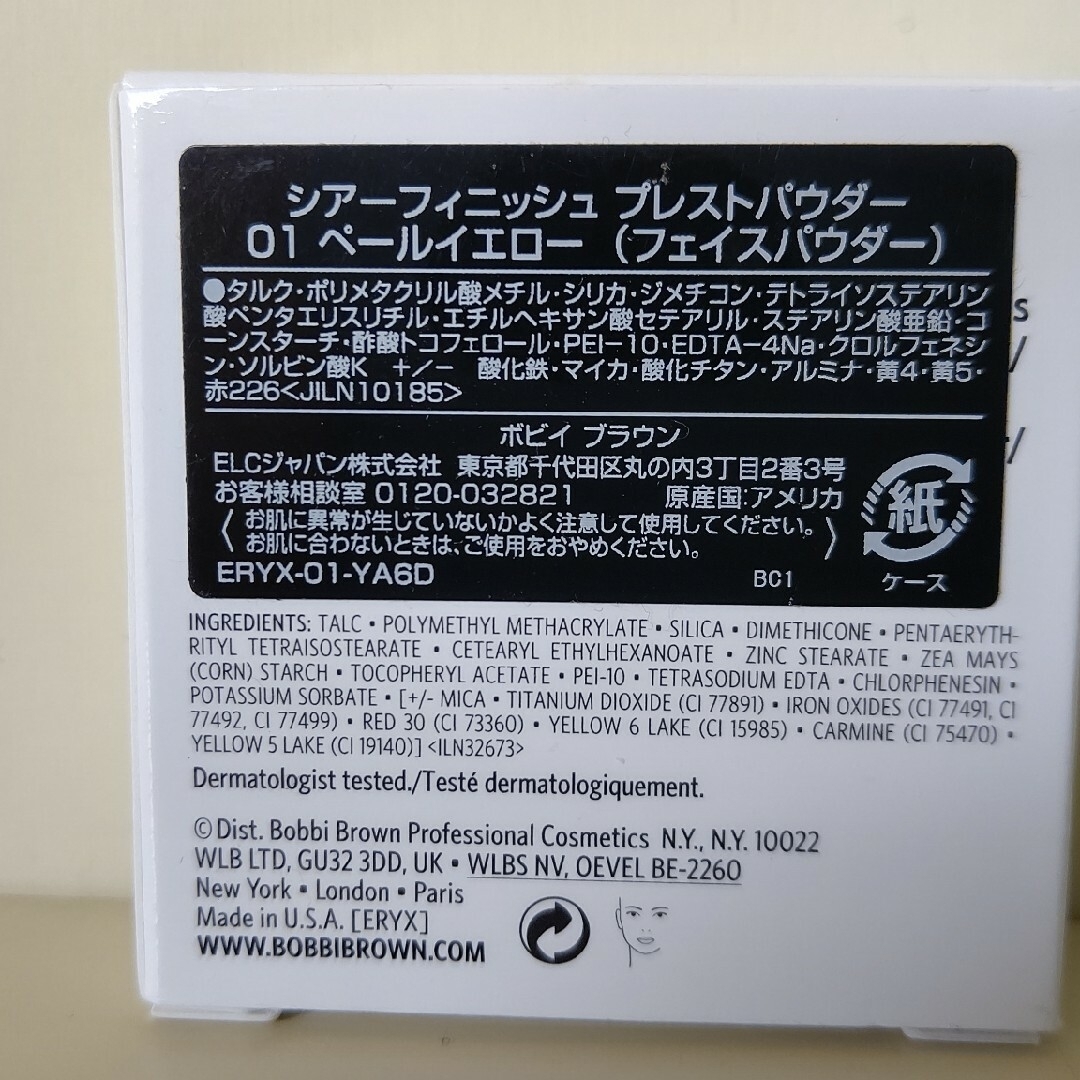 シアーフィニッシュ プレストパウダー
01 ペールイエロー (フェイスパウダー)
●タルク・ポリメタクリル酸メチル・シリカ・ジメチコン・テトライソステアリン
酸ペンタエリスリチル・エチルヘキサン酸セテアリル・ステアリン酸亜鉛・コ
ーンスターチ・酢酸トコフェロール・PEI-10・EDTA-4Na・クロルフェネシ
ン・ソルビン酸K +/- 酸化鉄・マイカ・酸化チタン・アルミナ・黄4・黄5・
赤226<JILN10185>
ボビイ ブラウン
ELCジャパン株式会社 東京都千代田区丸の内3丁目2番3号
お客様相談室 0120-032821 原産国:アメリカ
お肌に異常が生じていないかよく注意して使用してください。
お肌に合わないときは、ご使用をおやめください。
紙
ERYX-01-YA6D BC1 ケース
s
/
/
INGREDIENTS: TALC • POLYMETHYL METHACRYLATE • SILICA • DIMETHICONE • PENTAERYTH-
RITYL TETRAISOSTEARATE • CETEARYL ETHYLHEXANOATE • ZINC STEARATE • ZEA MAYS
(CORN) STARCH • TOCOPHERYL ACETATE • PEI-10 • TETRASODIUM EDTA • CHLORPHENESIN •
POTASSIUM SORBATE • [+/- MICA • TITANIUM DIOXIDE (CI 77891) • IRON OXIDES (CI 77491, CI
77492, CI 77499) • RED 30 (CI 73360) • YELLOW 6 LAKE (CI 15985) • CARMINE (CI 75470) •
YELLOW 5 LAKE (CI 19140)] <ILN32673>
Dermatologist tested./Testé dermatologiquement.
© Dist. Bobbi Brown Professional Cosmetics N.Y., N.Y. 10022
WLB LTD, GU32 3DD, UK • WLBS NV, OEVEL BE-2260
New York • London • Paris
Made in U.S.A. [ERYX]
WWW.BOBBIBROWN.COM